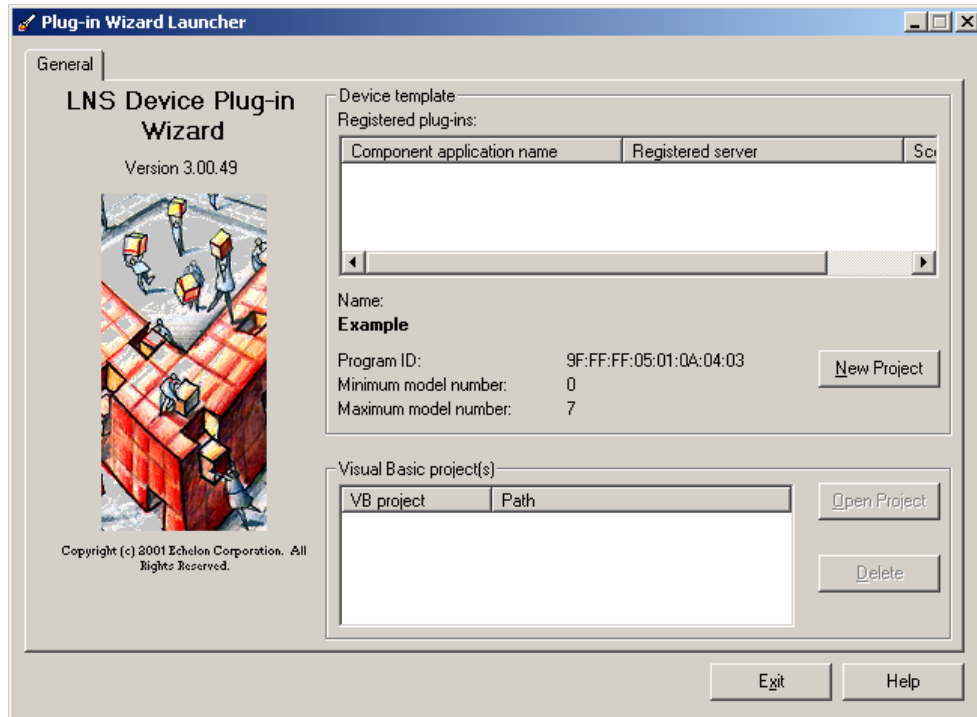 Plug-in Wizard Launcher
General
LNS Device Plug-in
Wizard
Version 3.00.49
Copyright (c) 2001 Echelon Corporation. All
Rights Reserved.
Device template
Registered plug-ins:
Component application name Registered server Sco
Name:
Example
Program ID: 9F:FF:FF:05:01:0A:04:03
Minimum model number: 0
Maximum model number: 7
New Project
Visual Basic project(s)
VB project Path
Open Project
Delete
Exit Help